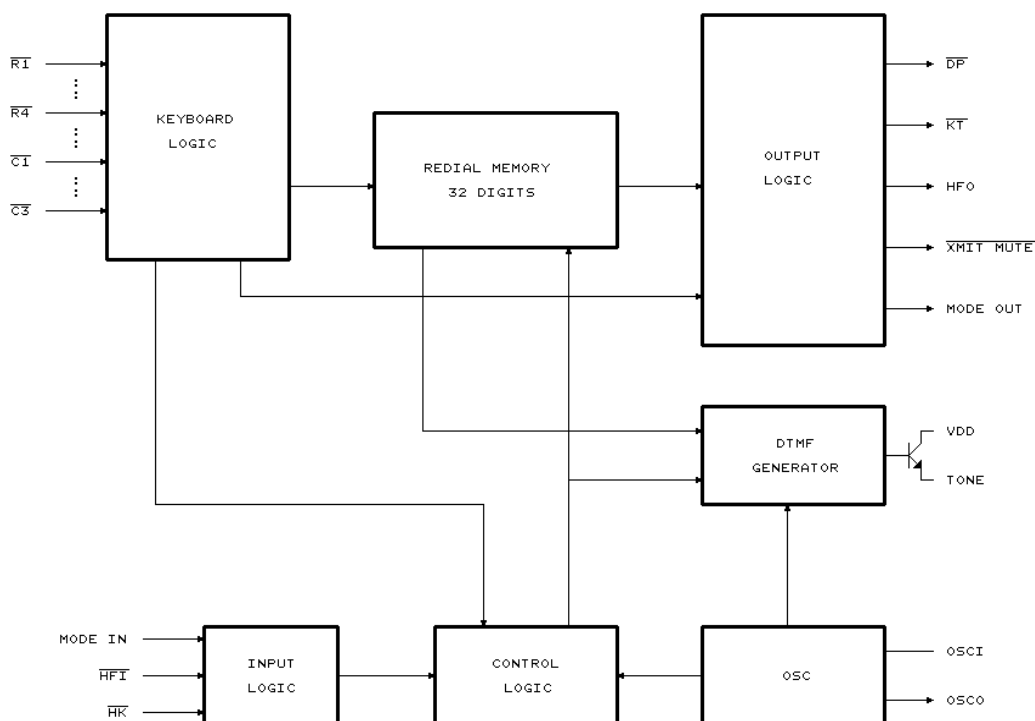 R1
R4
C1
C3
KEYBOARD
LOGIC
REDIAL MEMORY
32 DIGITS
OUTPUT
LOGIC
DP
KT
HFO
XMIT MUTE
MODE OUT
DTMF
GENERATOR
VDD
TONE
MODE IN
HFI
HK
INPUT
LOGIC
CONTROL
LOGIC
OSC
OSCI
OSCO